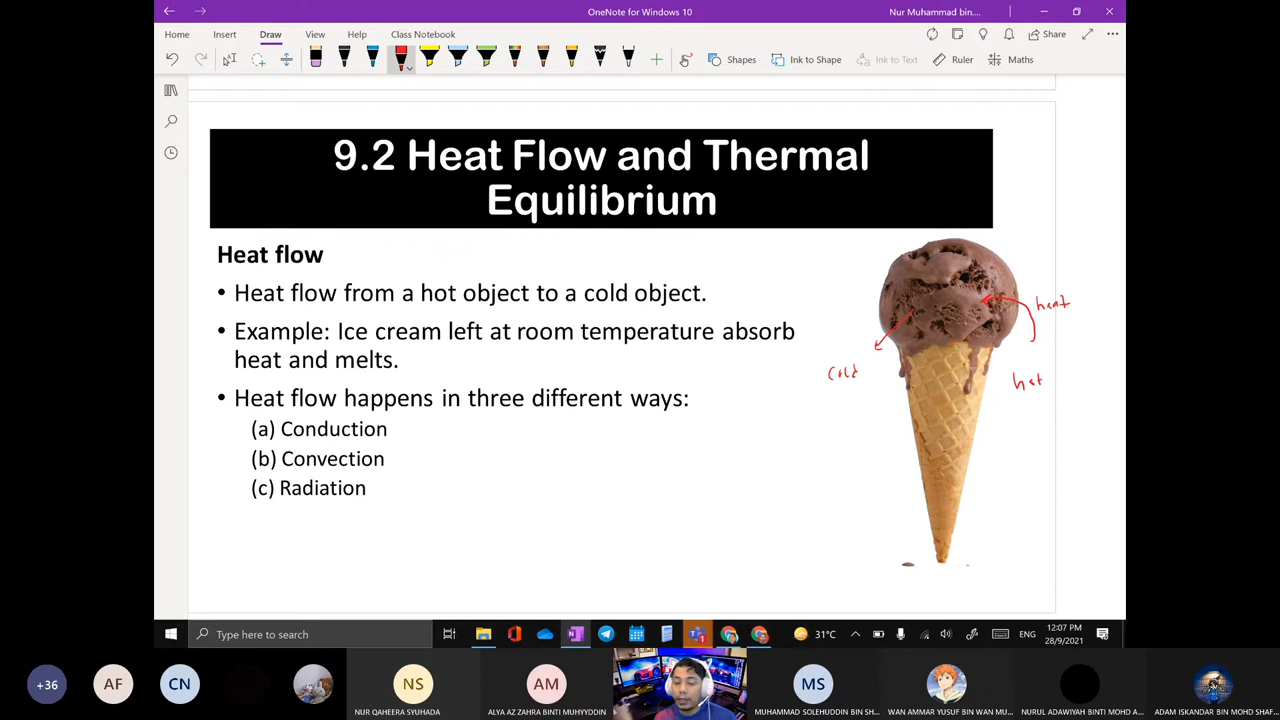 OneNote for Windows 10
Nur Muhammad bin....
Home
Insert
Draw
View
Help
Class Notebook
Share
Shapes
Ink to Shape
Ink to Text
Ruler
Maths
9.2 Heat Flow and Thermal
Equilibrium
Heat flow
• Heat flow from a hot object to a cold object.
• Example: Ice cream left at room temperature absorb
heat and melts.
• Heat flow happens in three different ways:
(a) Conduction
(b) Convection
(c) Radiation
heat
cold
hot
Type here to search
31°C
ENG
12:07 PM
28/9/2021
+36
AF
CN
NS
NUR QAHEERA SYUHADA
AM
ALYA AZ ZAHRA BINTI MUHYYDDIN
MS
MUHAMMAD SOLEHUDDIN BIN SH...
WAN AMMAR YUSUF BIN WAN MU...
NURUL ADAWIYAH BINTI MOHD A...
ADAM ISKANDAR BIN MOHD SHAF...